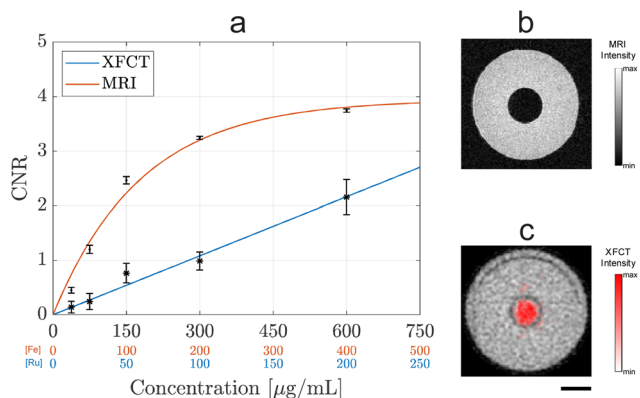 a
5
4
3
2
1
0
CNR
XFCT
MRI
0 150 300 450 600 750
[Fe] 0 100 200 300 400 500
[Ru] 0 50 100 150 200 250
Concentration [μg/mL]
b
MRI
Intensity
max
min
c
XFCT
Intensity
max
min